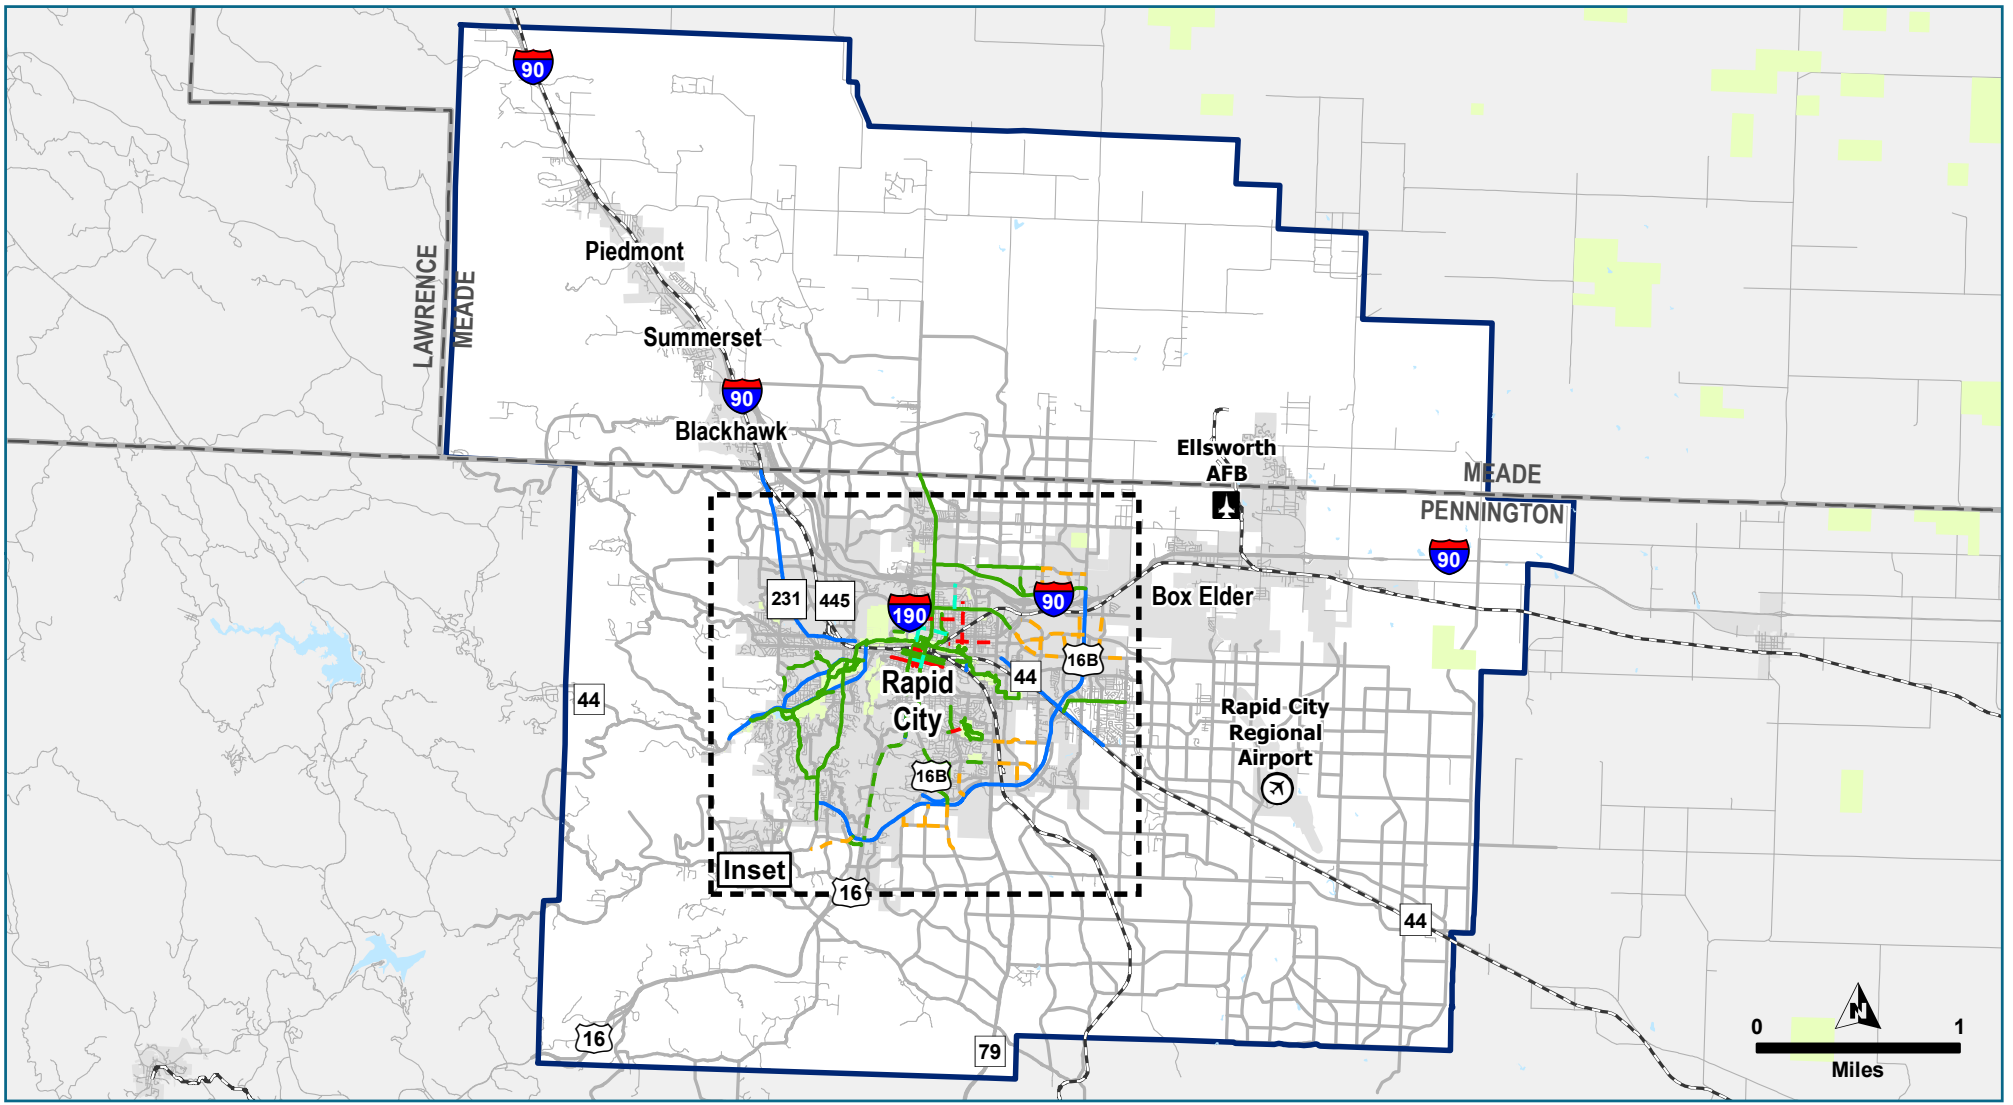 90
Piedmont
LAWRENCE
MEADE
Summerset
90
Blackhawk
Ellsworth
AFB
MEADE
PENNINGTON
90
231
445
190
90
Box Elder
16B
44
44
Rapid
City
Rapid City
Regional
Airport
16B
Inset
16
44
16
79
N
0
1
Miles